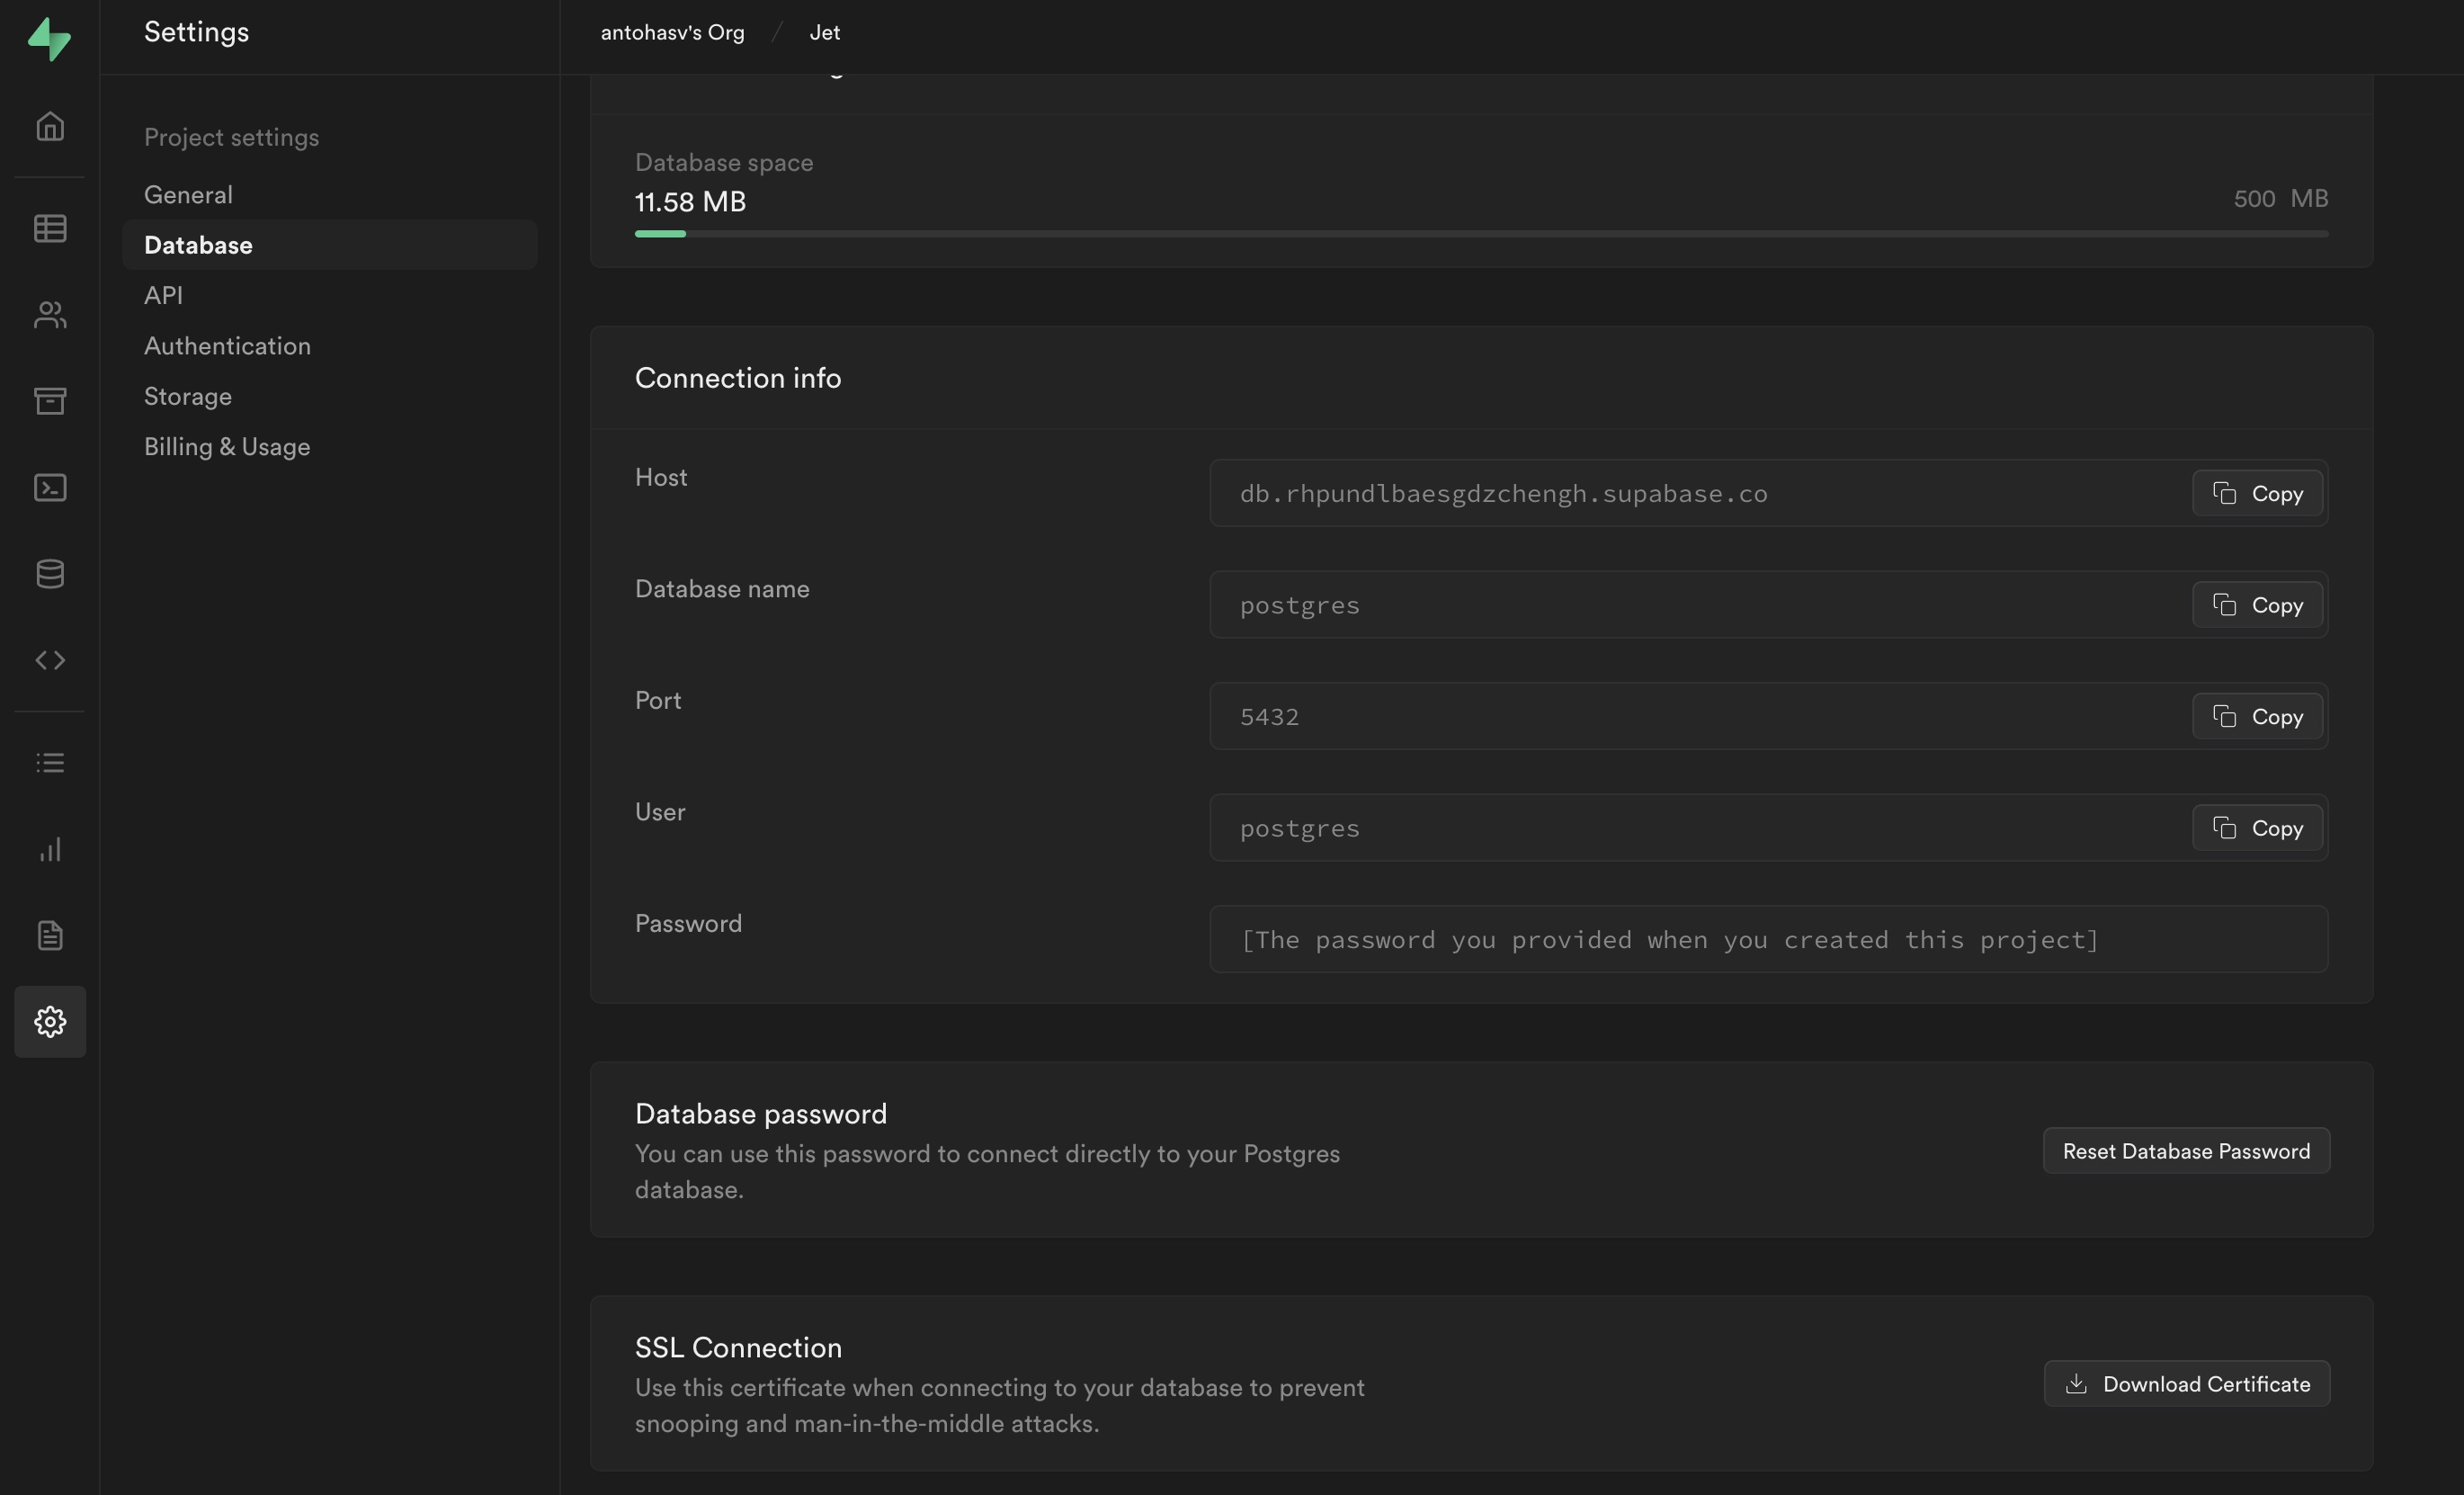 Settings
antohasv's Org / Jet
Project settings
General
Database
API
Authentication
Storage
Billing & Usage
Database space
11.58 MB
500 MB
Connection info
Host
db.rhpundlbaesgdzchengh.supabase.co
Copy
Database name
postgres
Copy
Port
5432
Copy
User
postgres
Copy
Password
[The password you provided when you created this project]
Database password
You can use this password to connect directly to your Postgres
database.
Reset Database Password
SSL Connection
Use this certificate when connecting to your database to prevent
snooping and man-in-the-middle attacks.
Download Certificate